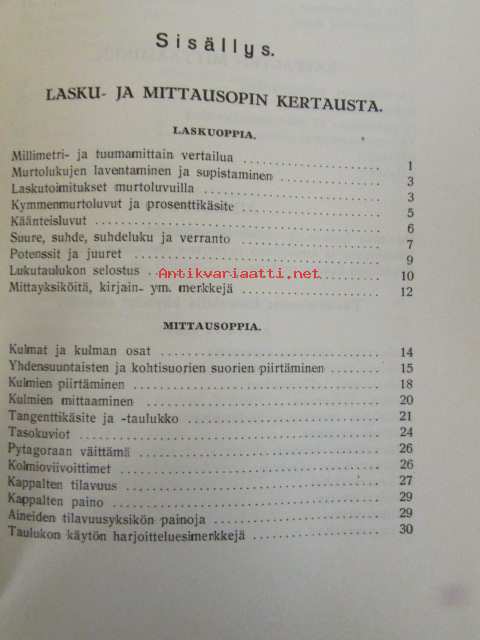 Sisällys.
LASKU- JA MITTAUSOPIN KERTAUSTA.
LASKUOPPIA.
Millimetri- ja tuumamittain vertailua 1
Murtolukujen laventaminen ja supistaminen 3
Laskutoimitukset murtoluvuilla 3
Kymmenmurtoluvut ja prosenttikäsite 5
Käänteisluvut 6
Suure, suhde, suhdeluku ja verranto 7
Potenssit ja juuret 9
Lukutaulukon selostus 10
Antikvariaatti.net
Mittayksiköitä, kirjain- ym. merkkejä 12
MITTAUSOPPIA.
Kulmat ja kulman osat 14
Yhdensuuntaisten ja kohtisuorien suorien piirtäminen 15
Kulmien piirtäminen 18
Kulmien mittaaminen 20
Tangenttikäsite ja -taulukko 21
Tasokuviot 24
Pytagoraan väittämä 26
Kolmioviivoittimet 26
Kappalten tilavuus 27
Kappalten paino 29
Aineiden tilavuusyksikön painoja 29
Taulukon käytön harjoitteluesimerkkejä 30